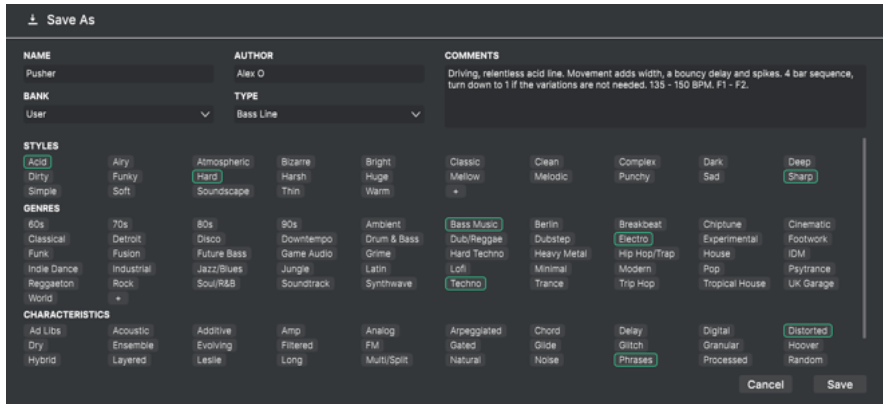 Save As
NAME AUTHOR COMMENTS
Pusher Alex O Driving, relentless acid line. Movement adds width, a bouncy delay and spikes. 4 bar sequence,
turn down to 1 if the variations are not needed. 135 - 150 BPM. F1 - F2.
BANK TYPE
User Bass Line
STYLES
Acid Airy Atmospheric Bizarre Bright Classic Clean Complex Dark Deep
Dirty Funky Hard Harsh Huge Mellow Melodic Punchy Sad Sharp
Simple Soft Soundscape Thin Warm +
GENRES
60s 70s 80s 90s Ambient Bass Music Berlin Breakbeat Chiptune Cinematic
Classical Detroit Disco Downtempo Drum & Bass Dub/Reggae Dubstep Electro Experimental Footwork
Funk Fusion Future Bass Game Audio Grime Hard Techno Heavy Metal Hip Hop/Trap House IDM
Indie Dance Industrial Jazz/Blues Jungle Latin Lofi Minimal Modern Pop Psytrance
Reggaeton Rock Soul/R&B Soundtrack Synthwave Techno Trance Trip Hop Tropical House UK Garage
World +
CHARACTERISTICS
Ad Libs Acoustic Additive Amp Analog Arpeggiated Chord Delay Digital Distorted
Dry Ensemble Evolving Filtered FM Gated Glide Glitch Granular Hoover
Hybrid Layered Leslie Long Multi/Split Natural Noise Phrases Processed Random
Cancel Save